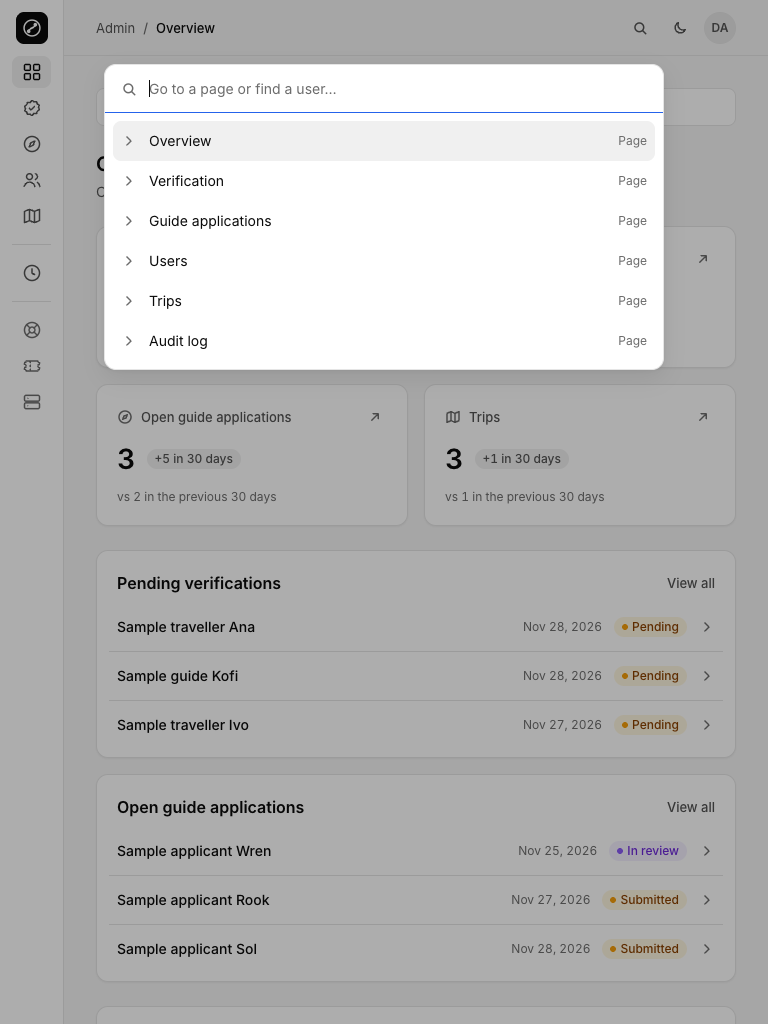 Admin / Overview
DA
Go to a page or find a user...
Overview Page
Verification Page
Guide applications Page
Users Page
Trips Page
Audit log Page
Open guide applications
3 +5 in 30 days
vs 2 in the previous 30 days
Trips
3 +1 in 30 days
vs 1 in the previous 30 days
Pending verifications View all
Sample traveller Ana Nov 28, 2026 Pending
Sample guide Kofi Nov 28, 2026 Pending
Sample traveller Ivo Nov 27, 2026 Pending
Open guide applications View all
Sample applicant Wren Nov 25, 2026 In review
Sample applicant Rook Nov 27, 2026 Submitted
Sample applicant Sol Nov 28, 2026 Submitted